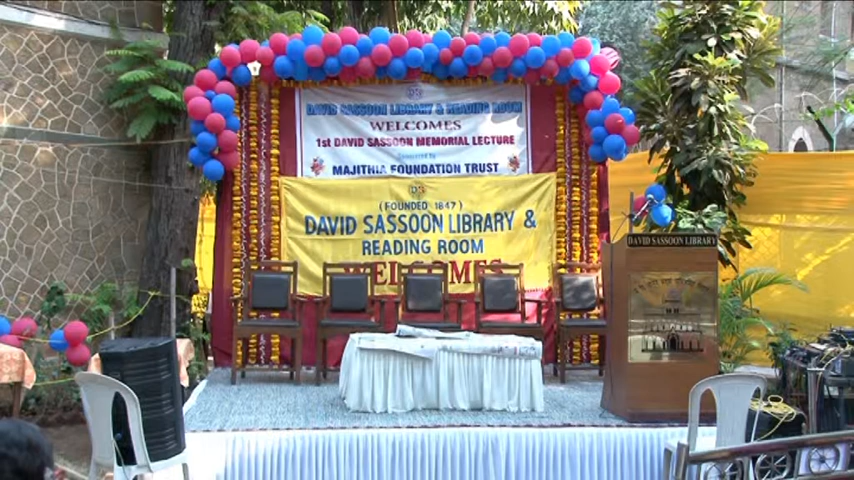 DAVID SASSOON LIBRARY & READING ROOM
WELCOMES
1st DAVID SASSOON MEMORIAL LECTURE
MAJITHIA FOUNDATION TRUST
(FOUNDED 1847)
DAVID SASSOON LIBRARY &
READING ROOM
WELCOMES
DAVID SASSOON LIBRARY